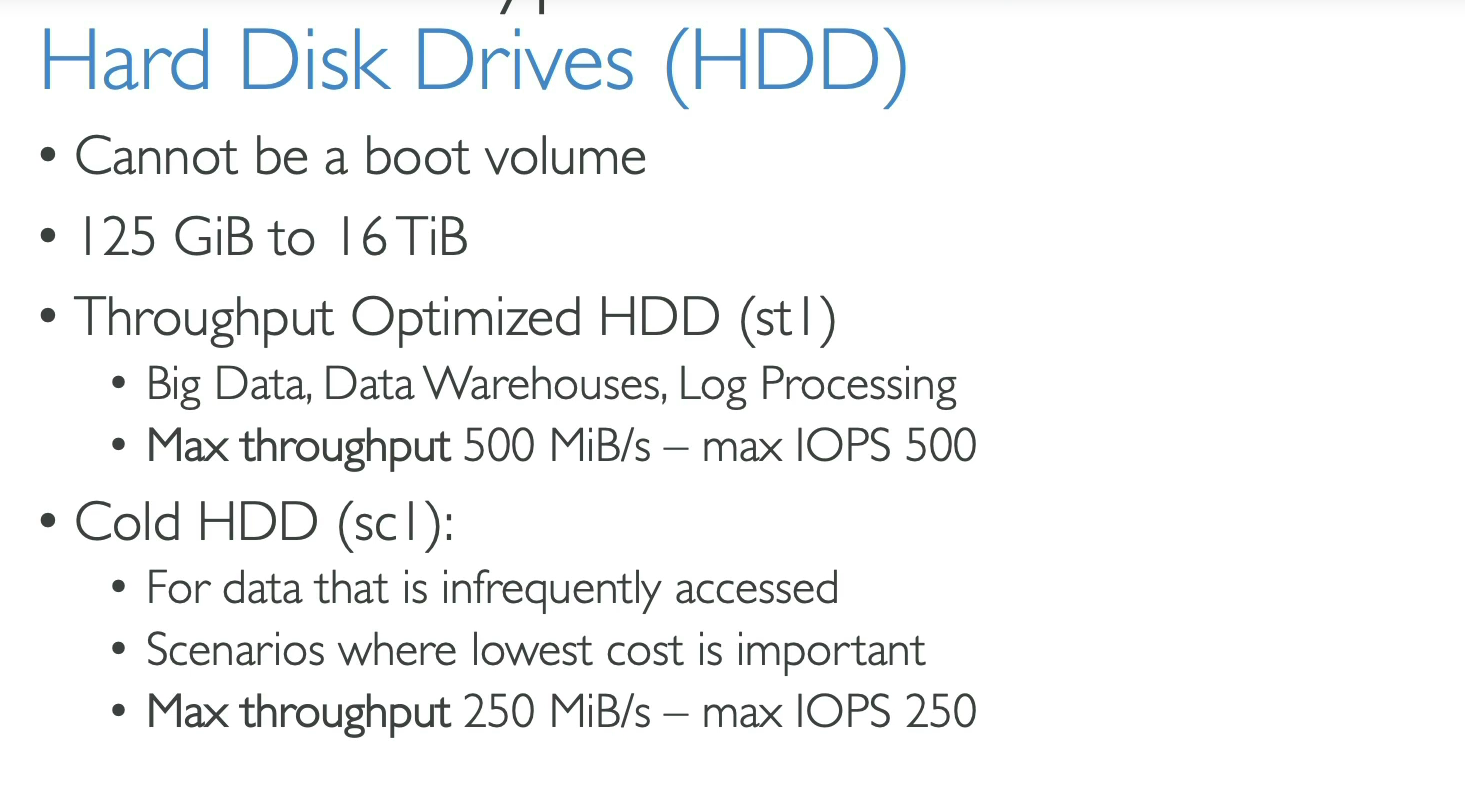 Hard Disk Drives (HDD)
• Cannot be a boot volume
• 125 GiB to 16 TiB
• Throughput Optimized HDD (st1)
• Big Data, Data Warehouses, Log Processing
• Max throughput 500 MiB/s – max IOPS 500
• Cold HDD (sc1):
• For data that is infrequently accessed
• Scenarios where lowest cost is important
• Max throughput 250 MiB/s – max IOPS 250